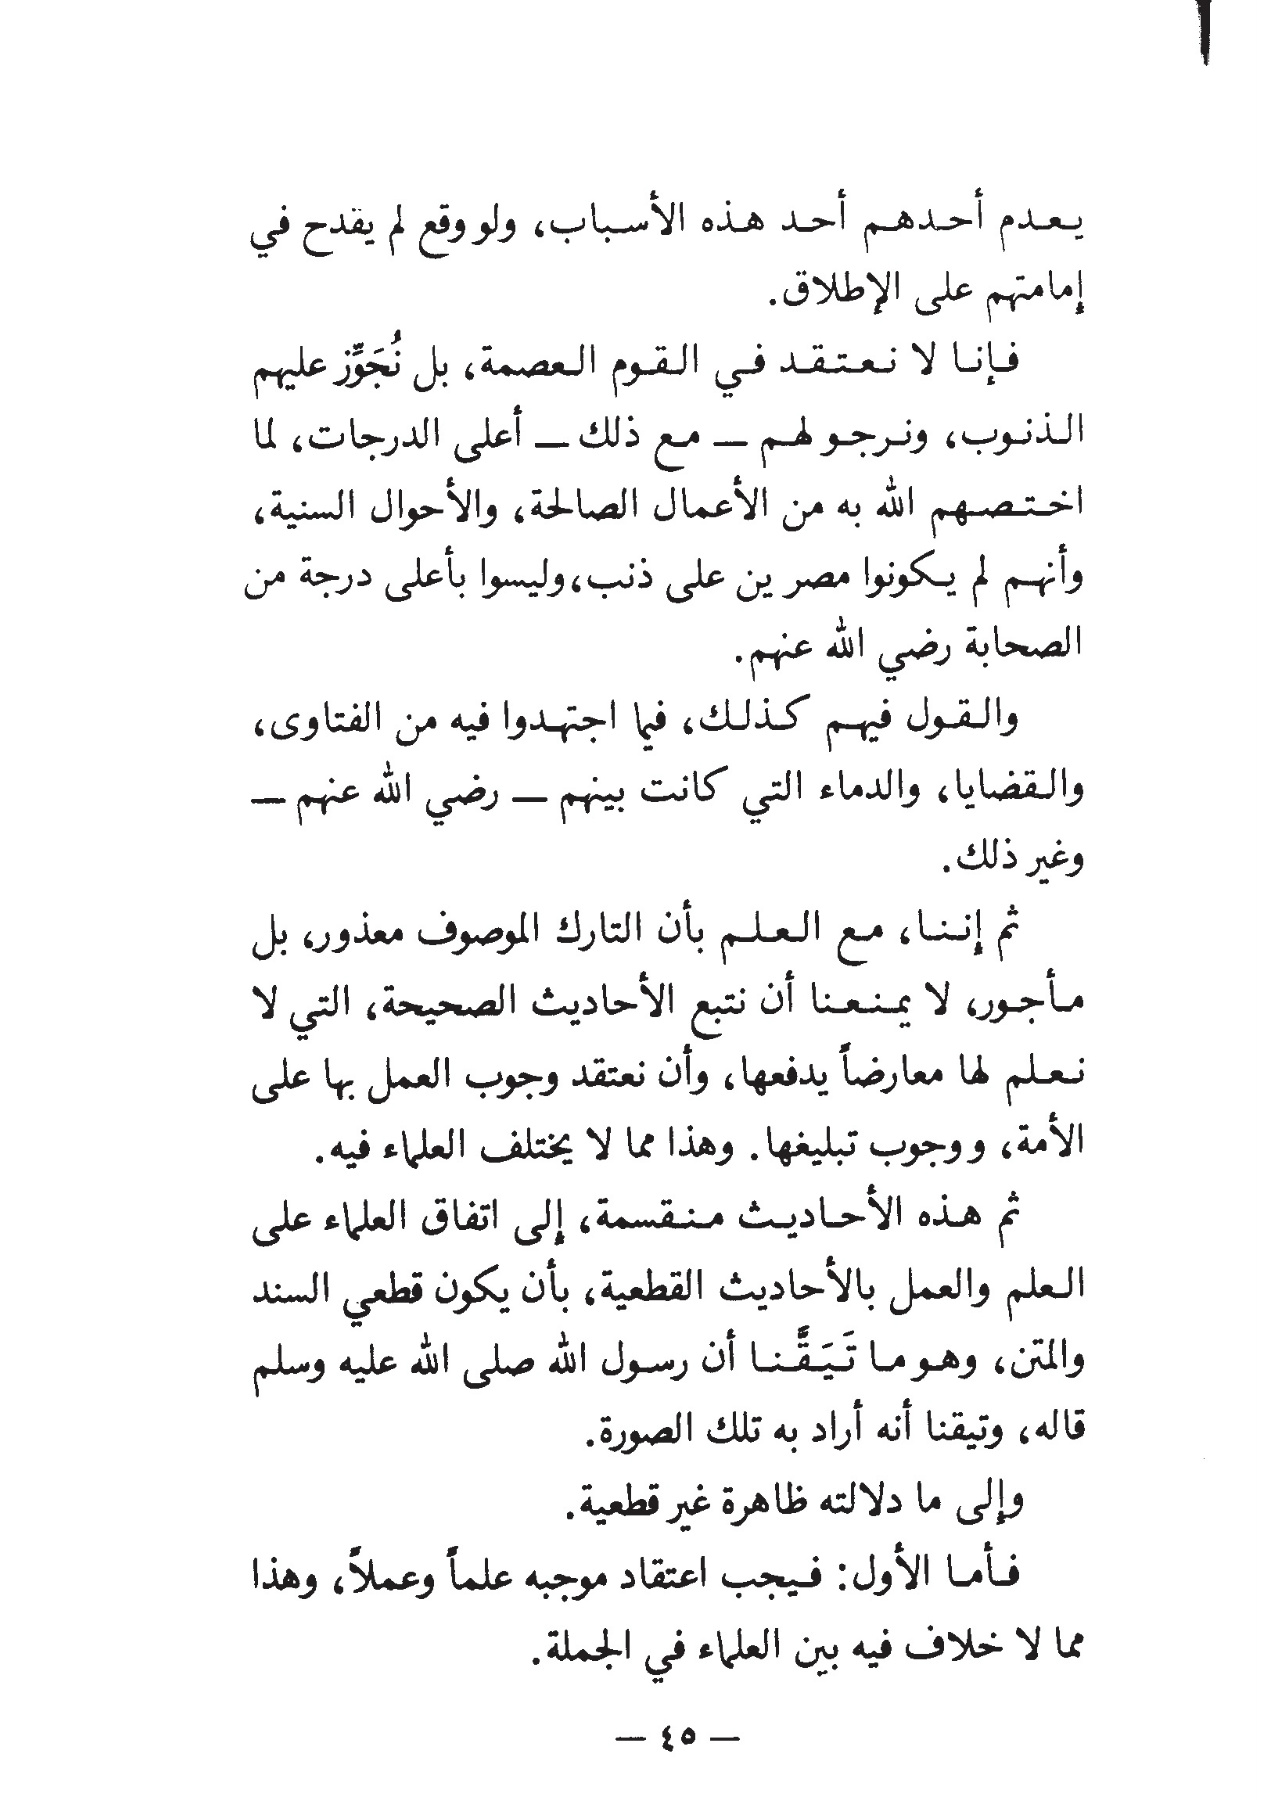 يعدم أحدهم أحد هذه الأسباب، ولو وقع لم يقدح في
إمامتهم على الإطلاق.
فإنا لا نعتقد في القوم العصمة، بل نُجَوِّز عليهم
الذنوب، ونرجو لهم — مع ذلك — أعلى الدرجات، لما
اختصهم الله به من الأعمال الصالحة، والأحوال السنية،
وأنهم لم يكونوا مصرين على ذنب، وليسوا بأعلى درجة من
الصحابة رضي الله عنهم.
والقول فيهم كذلك، فيما اجتهدوا فيه من الفتاوى،
والقضايا، والدماء التي كانت بينهم — رضي الله عنهم —
وغير ذلك.
ثم إننا، مع العلم بأن التارك الموصوف معذور، بل
مأجور، لا يمنعنا أن نتبع الأحاديث الصحيحة، التي لا
نعلم لها معارضاً يدفعها، وأن نعتقد وجوب العمل بها على
الأمة، ووجوب تبليغها. وهذا مما لا يختلف العلماء فيه.
ثم هذه الأحاديث منقسمة، إلى اتفاق العلماء على
العلم والعمل بالأحاديث القطعية، بأن يكون قطعي السند
والمتن، وهو ما تَيَقَّنا أن رسول الله صلى الله عليه وسلم
قاله، وتيقنا أنه أراد به تلك الصورة.
وإلى ما دلالته ظاهرة غير قطعية.
فأما الأول: فيجب اعتقاد موجبه علماً وعملاً، وهذا
مما لا خلاف فيه بين العلماء في الجملة.
— ٤٥ —